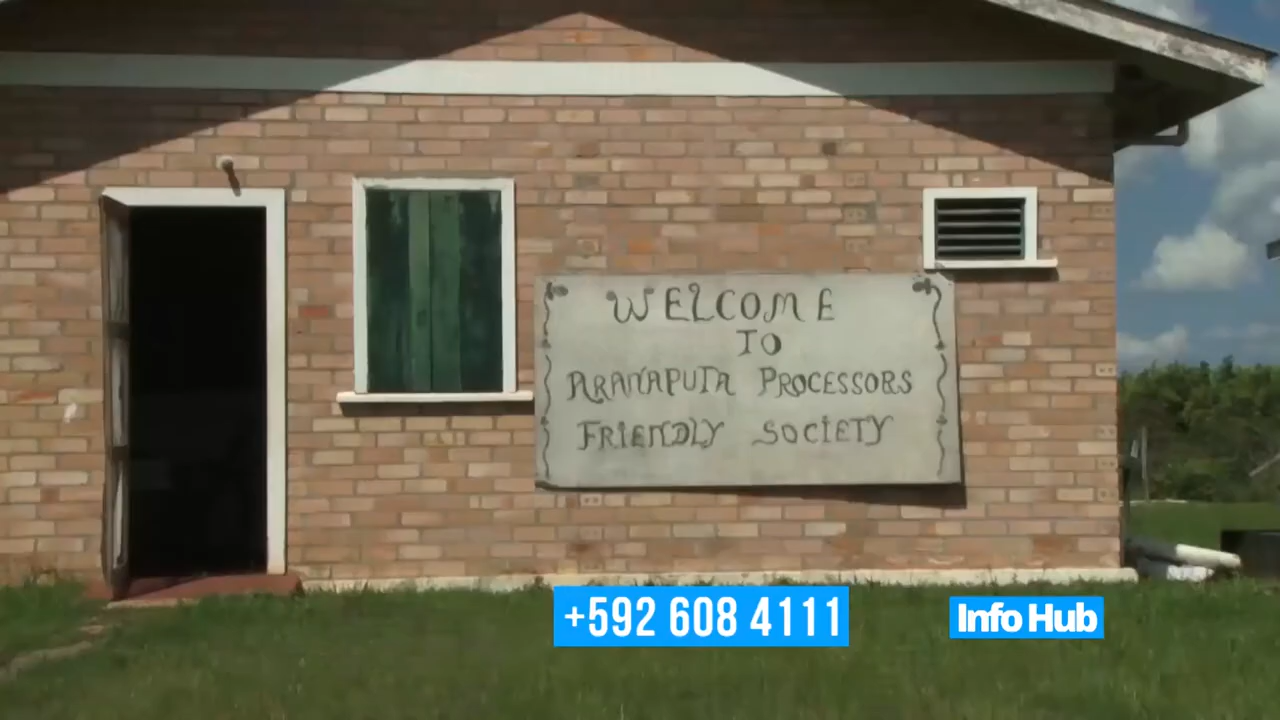 WELCOME
TO
ARANAPUTA PROCESSORS
FRIENDLY SOCIETY
+592 608 4111
Info Hub